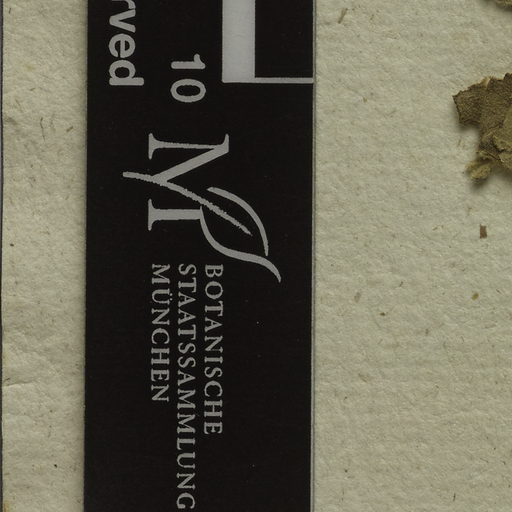 rved
10
M
BOTANISCHE
STAATSSAMMLUNG
MÜNCHEN